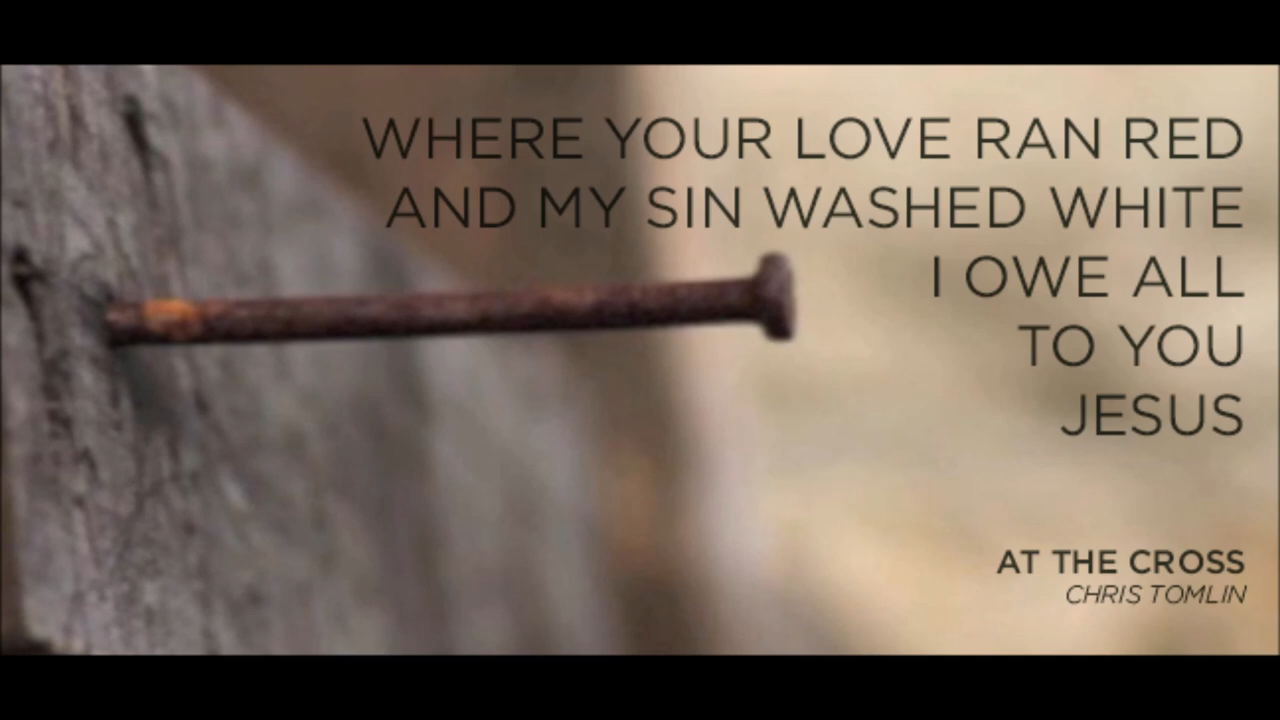 WHERE YOUR LOVE RAN RED
AND MY SIN WASHED WHITE
I OWE ALL
TO YOU
JESUS
AT THE CROSS
CHRIS TOMLIN